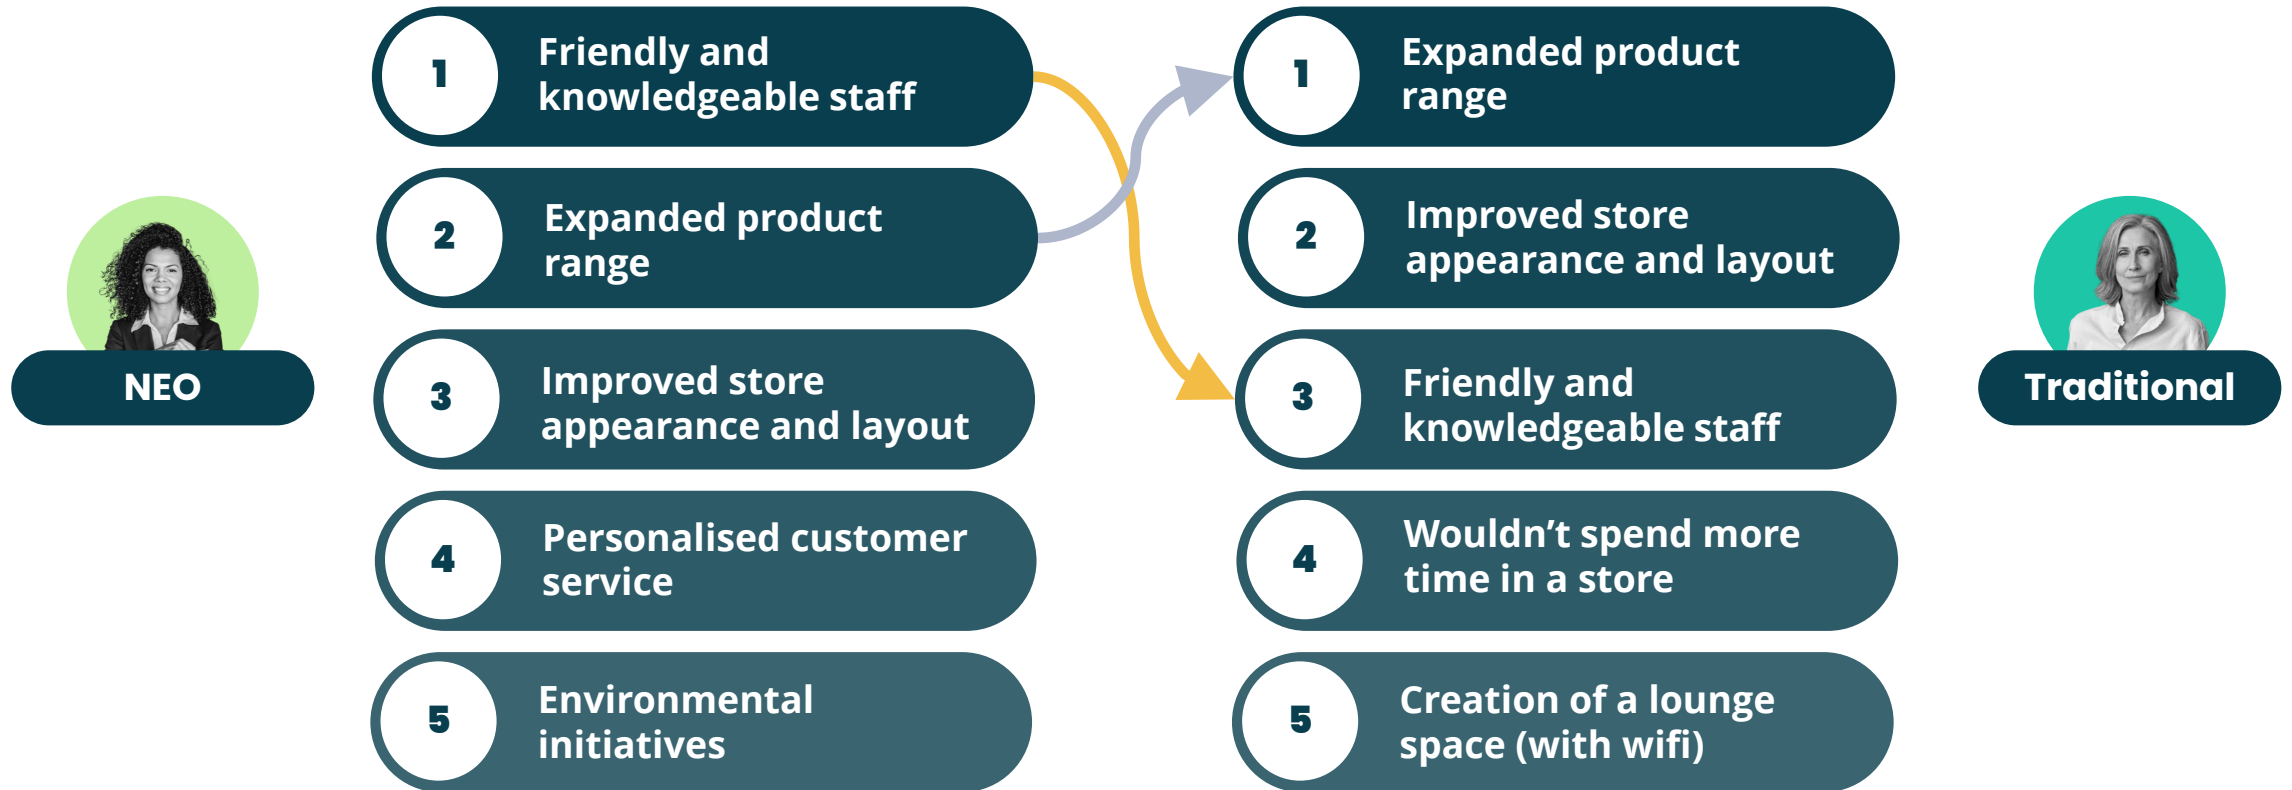 NEO
1
Friendly and
knowledgeable staff
2
Expanded product
range
3
Improved store
appearance and layout
4
Personalised customer
service
5
Environmental
initiatives
1
Expanded product
range
2
Improved store
appearance and layout
3
Friendly and
knowledgeable staff
4
Wouldn’t spend more
time in a store
5
Creation of a lounge
space (with wifi)
Traditional